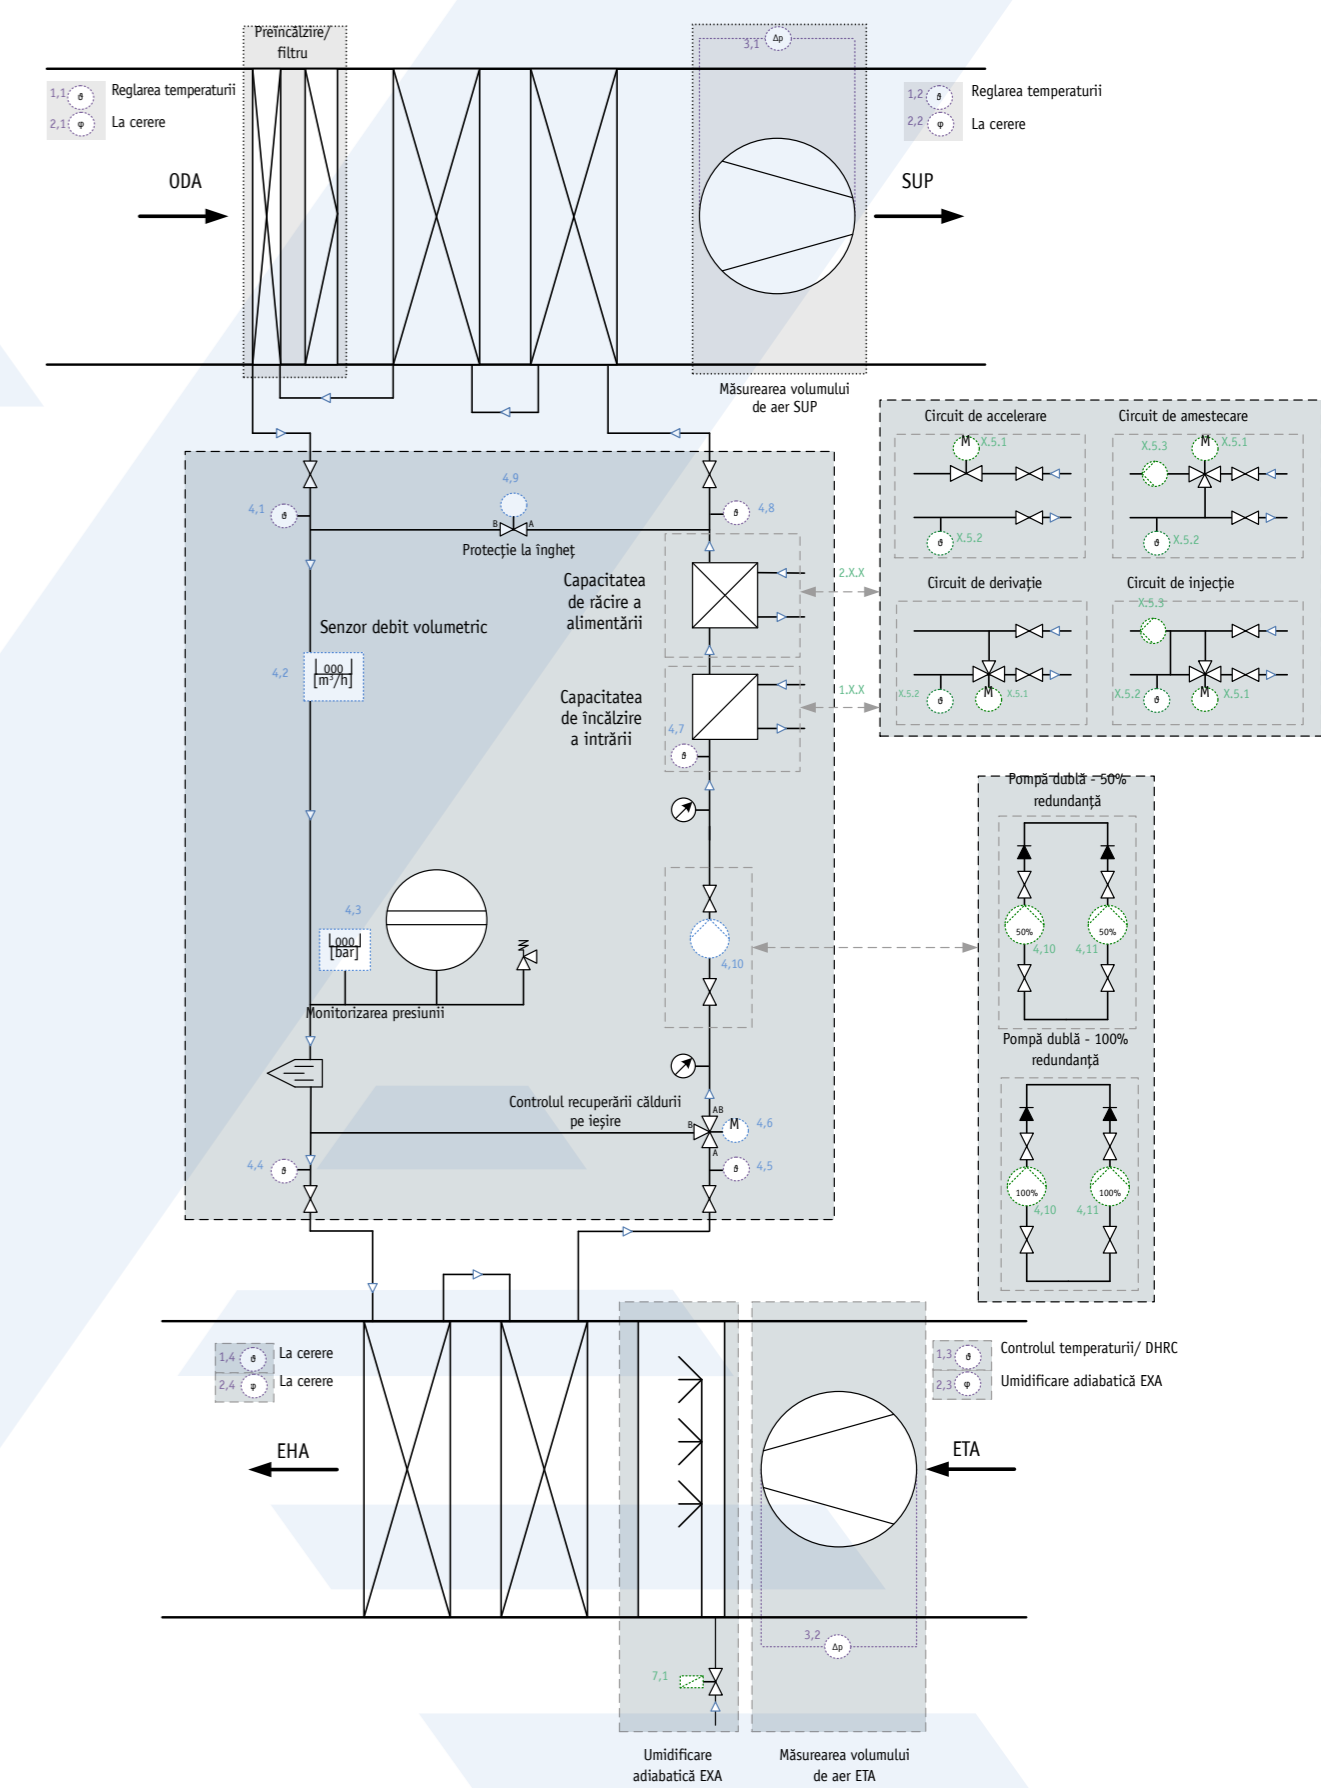 Preîncălzire/
filtru
3,1
Δp
1,1
ϑ
Reglarea temperaturii
2,1
φ
La cerere
1,2
ϑ
Reglarea temperaturii
2,2
φ
La cerere
ODA
SUP
Măsurearea volumului
de aer SUP
Circuit de accelerare
M
X.5.1
ϑ
X.5.2
Circuit de amestecare
X.5.3
M
X.5.1
ϑ
X.5.2
Circuit de derivație
X.5.2
ϑ
M
X.5.1
Circuit de injecție
X.5.3
X.5.2
ϑ
M
X.5.1
4,1
ϑ
4,9
B
A
Protecție la îngheț
ϑ
4,8
Capacitatea
de răcire a
alimentării
2.X.X
Senzor debit volumetric
4,2
000
[m³/h]
Capacitatea
de încălzire
a intrării
1.X.X
4,7
ϑ
4,3
000
[bar]
Monitorizarea presiunii
4,10
Pompă dublă - 50%
redundanță
50%
50%
4,10
4,11
Pompă dublă - 100%
redundanță
100%
100%
4,10
4,11
Controlul recuperării căldurii
pe ieșire
AB
B
A
M
4,6
4,4
ϑ
ϑ
4,5
1,4
ϑ
La cerere
2,4
φ
La cerere
1,3
ϑ
Controlul temperaturii/ DHRC
2,3
φ
Umidificare adiabatică EXA
EHA
ETA
3,2
Δp
7,1
Umidificare
adiabatică EXA
Măsurearea volumului
de aer ETA